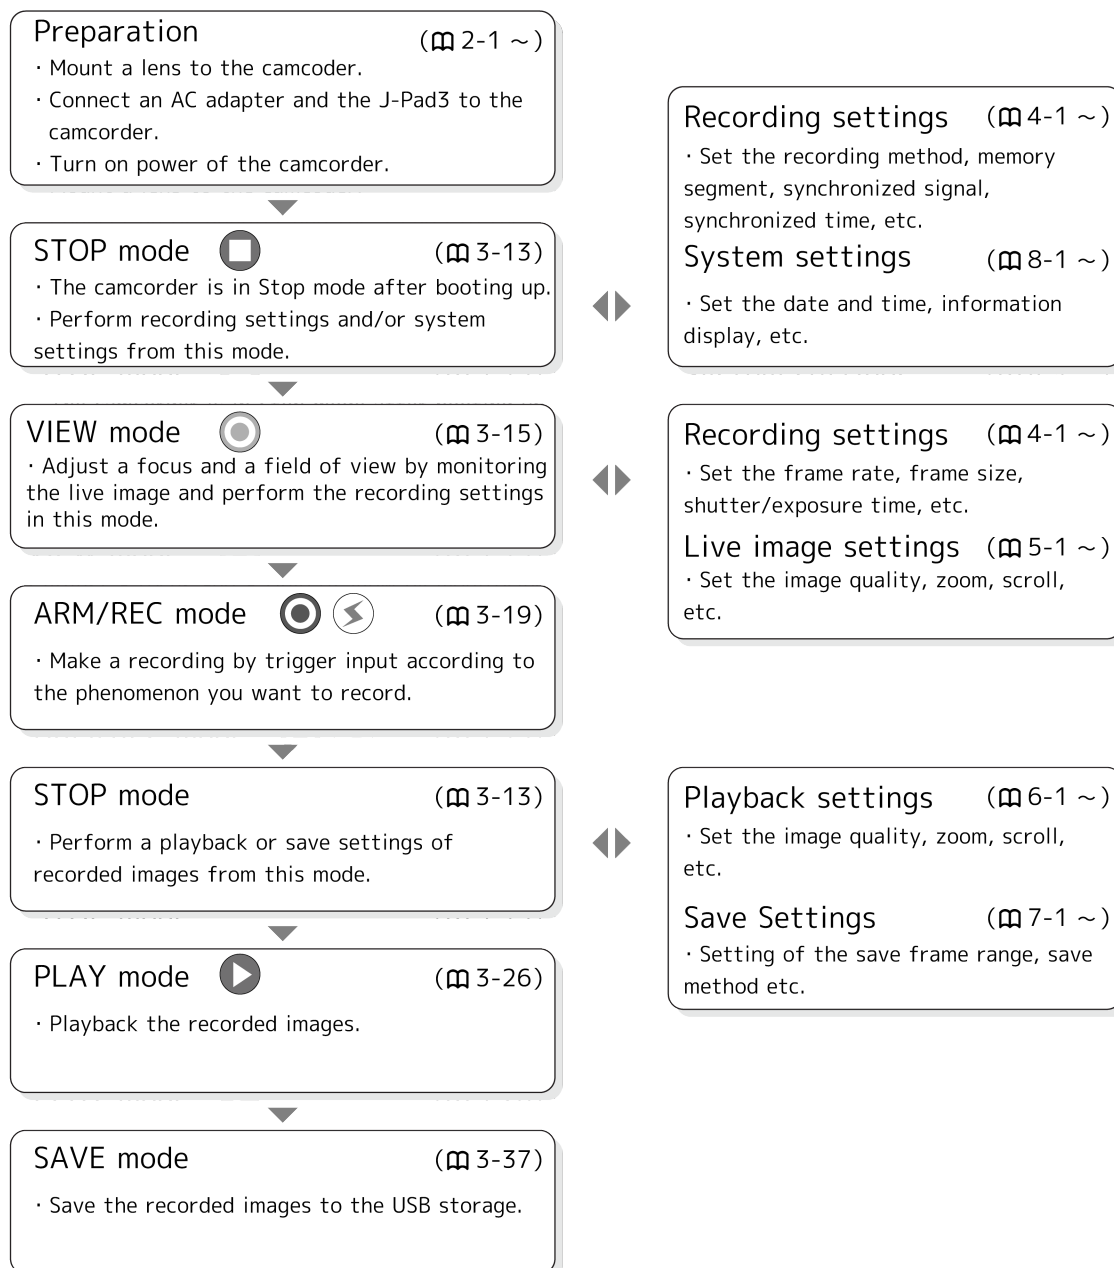 Preparation (2-1 ～)
· Mount a lens to the camcoder.
· Connect an AC adapter and the J-Pad3 to the
camcorder.
· Turn on power of the camcorder.
STOP mode (3-13)
· The camcorder is in Stop mode after booting up.
· Perform recording settings and/or system
settings from this mode.
Recording settings (4-1 ～)
· Set the recording method, memory
segment, synchronized signal,
synchronized time, etc.
System settings (8-1 ～)
· Set the date and time, information
display, etc.
VIEW mode (3-15)
· Adjust a focus and a field of view by monitoring
the live image and perform the recording settings
in this mode.
Recording settings (4-1 ～)
· Set the frame rate, frame size,
shutter/exposure time, etc.
Live image settings (5-1 ～)
· Set the image quality, zoom, scroll,
etc.
ARM/REC mode (3-19)
· Make a recording by trigger input according to
the phenomenon you want to record.
STOP mode (3-13)
· Perform a playback or save settings of
recorded images from this mode.
Playback settings (6-1 ～)
· Set the image quality, zoom, scroll,
etc.
Save Settings (7-1 ～)
· Setting of the save frame range, save
method etc.
PLAY mode (3-26)
· Playback the recorded images.
SAVE mode (3-37)
· Save the recorded images to the USB storage.